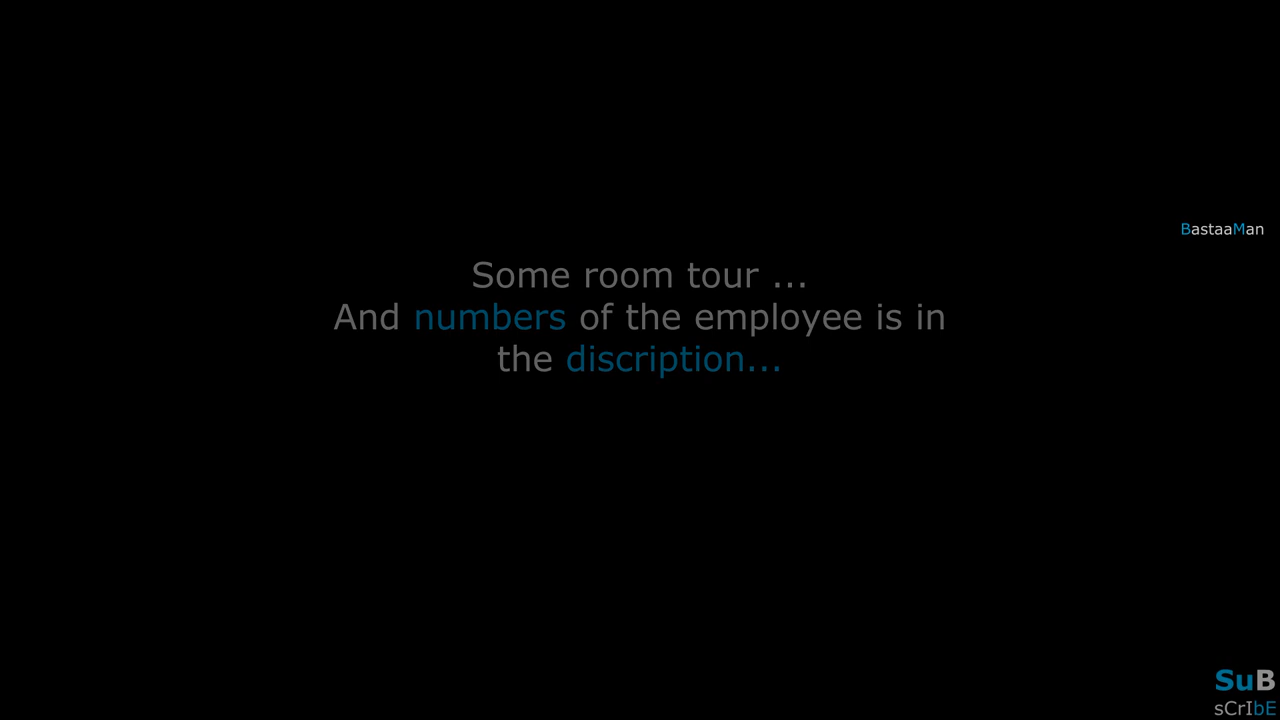 BastaaMan
Some room tour ...
And numbers of the employee is in
the discription...
SuB
sCrIbE